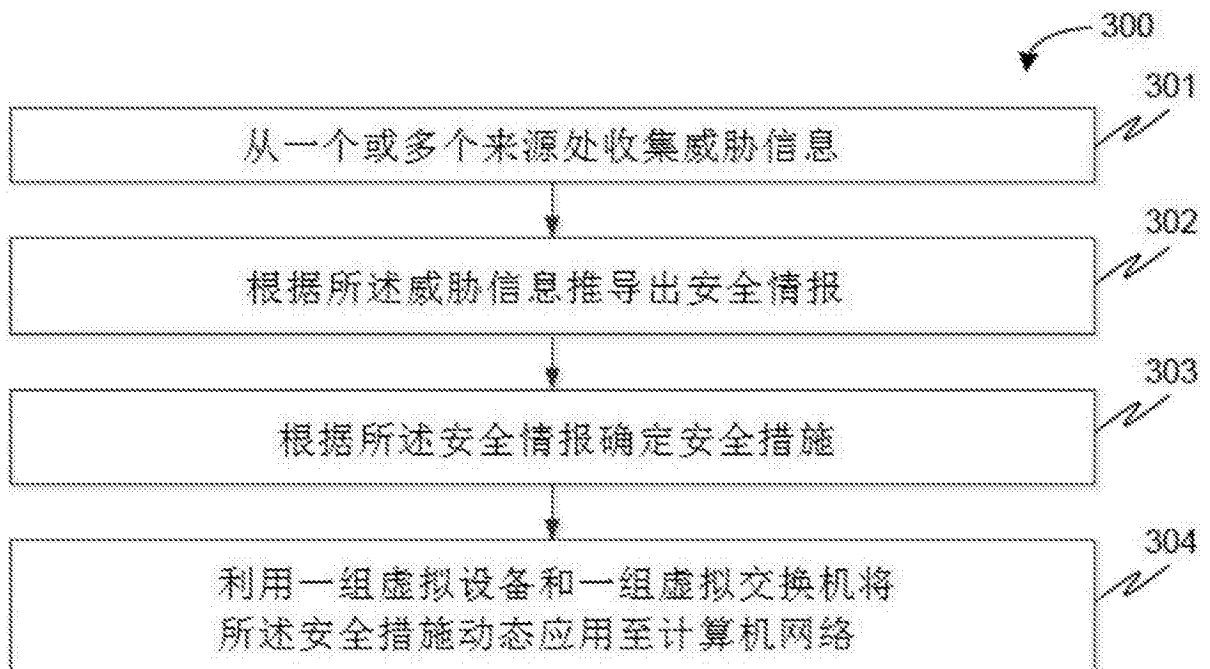 300
301
从一个或多个来源处收集威胁信息
302
根据所述威胁信息推导出安全情报
303
根据所述安全情报确定安全措施
304
利用一组虚拟设备和一组虚拟交换机将
所述安全措施动态应用至计算机网络